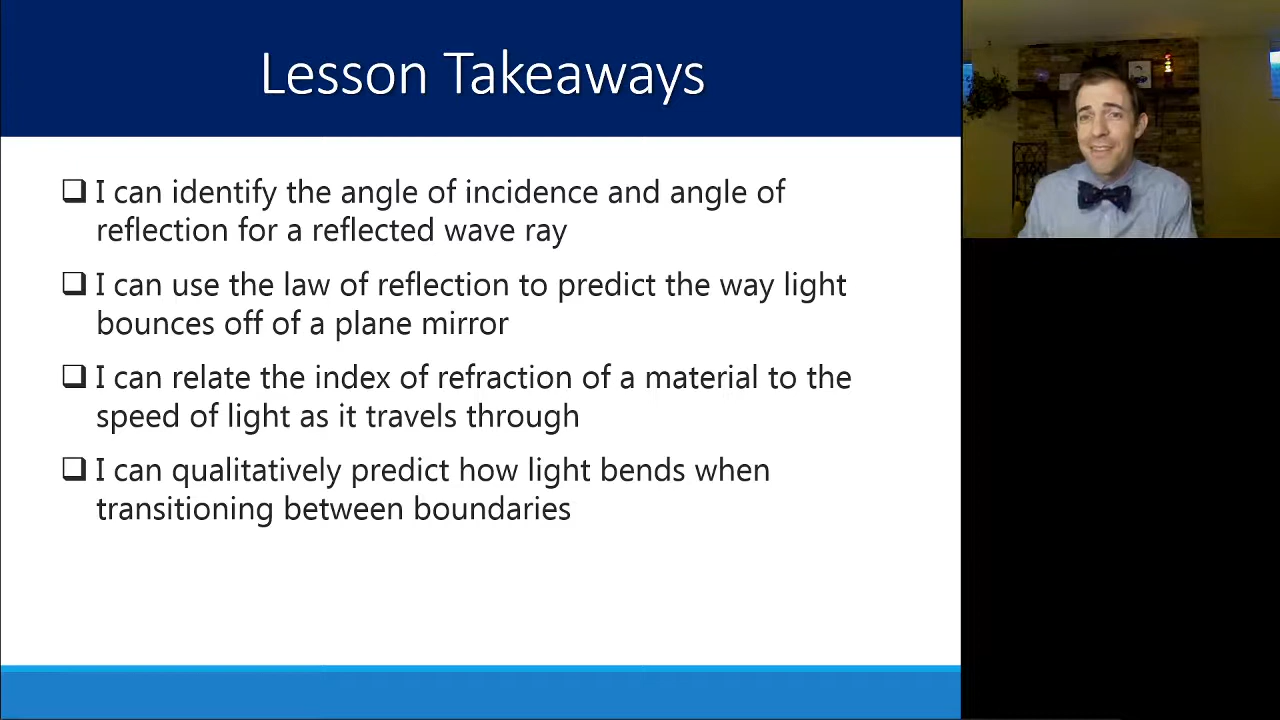 Lesson Takeaways
I can identify the angle of incidence and angle of
reflection for a reflected wave ray
I can use the law of reflection to predict the way light
bounces off of a plane mirror
I can relate the index of refraction of a material to the
speed of light as it travels through
I can qualitatively predict how light bends when
transitioning between boundaries